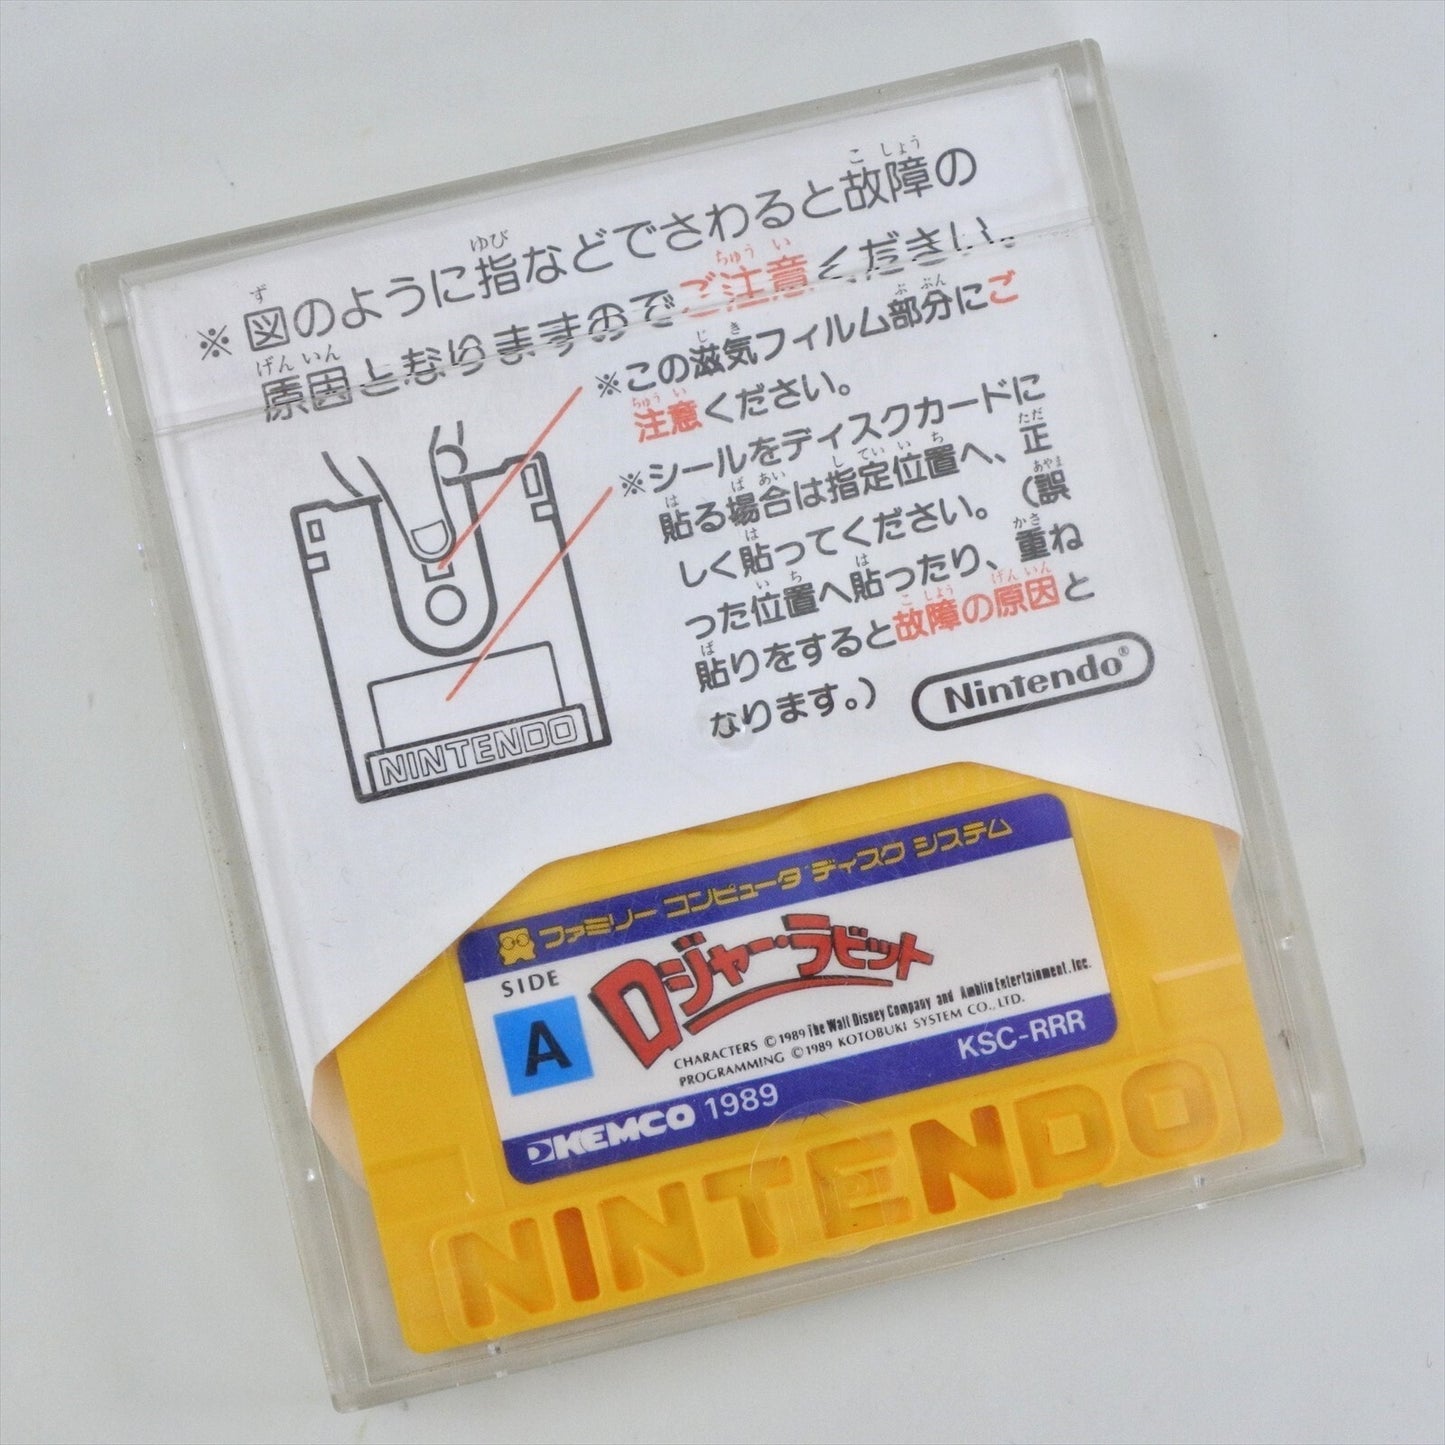 ※図のように指などでさわると故障の
原因となりますのでご注意ください。
※この滋気フィルム部分にご
注意ください。
※シールをディスクカードに
貼る場合は指定位置へ、正
しく貼ってください。（誤
った位置へ貼ったり、重ね
貼りをすると故障の原因と
なります。）
NINTENDO
Nintendo®
ファミリー コンピュータ ディスク システム
SIDE
A
ロジャー・ラビット
CHARACTERS ©1989 The Walt Disney Company and Amblin Entertainment, Inc.
PROGRAMMING ©1989 KOTOBUKI SYSTEM CO., LTD.
KSC-RRR
KEMCO 1989
NINTENDO